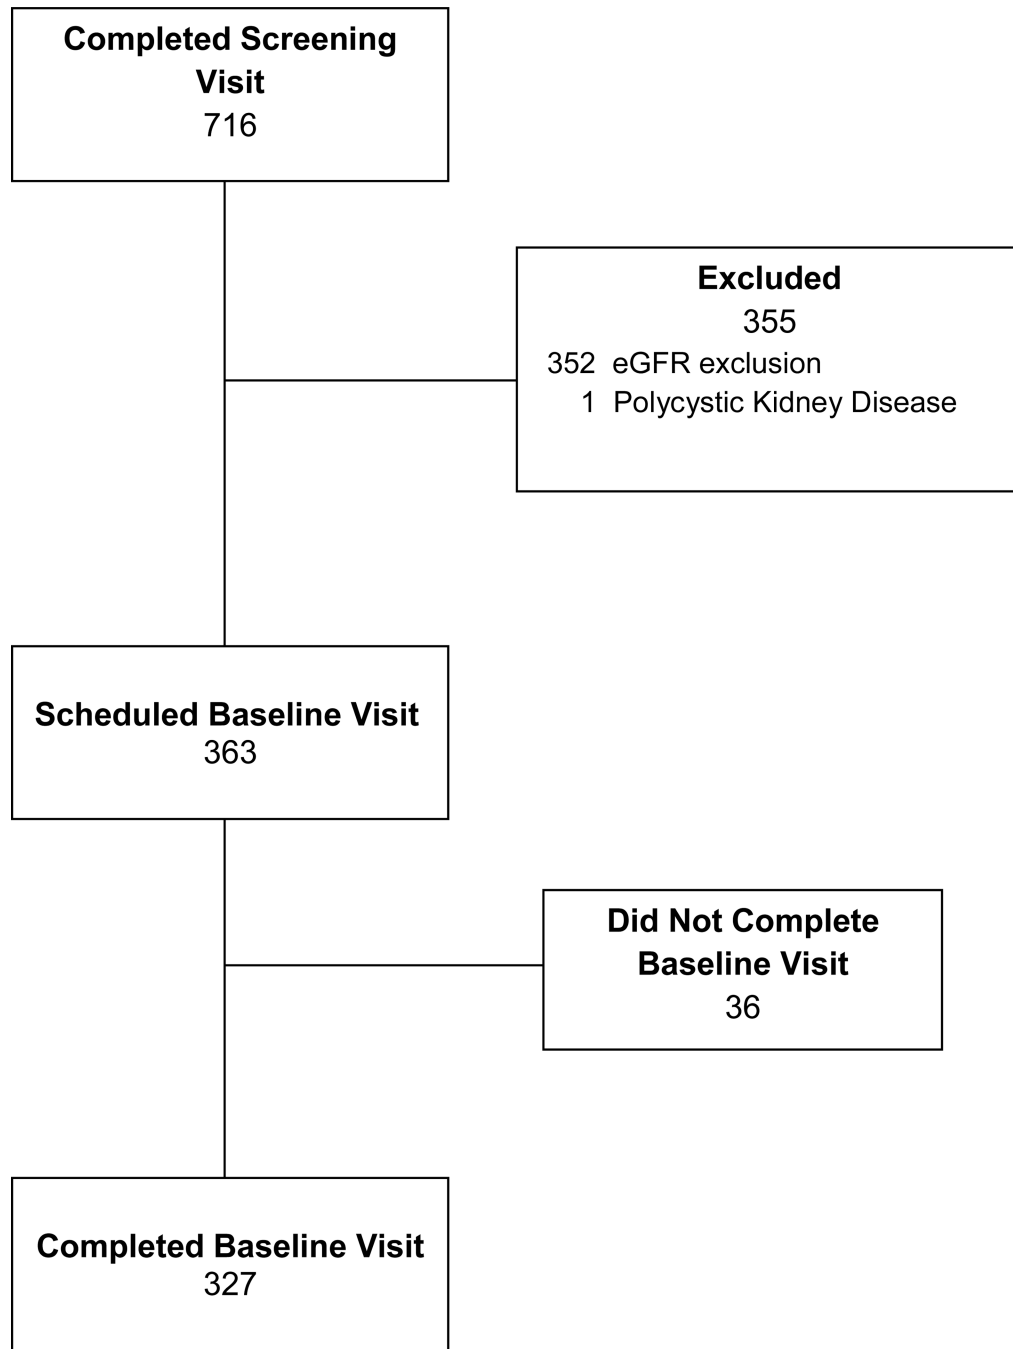 Completed Screening
Visit
716
Excluded
355
352 eGFR exclusion
1 Polycystic Kidney Disease
Scheduled Baseline Visit
363
Did Not Complete
Baseline Visit
36
Completed Baseline Visit
327